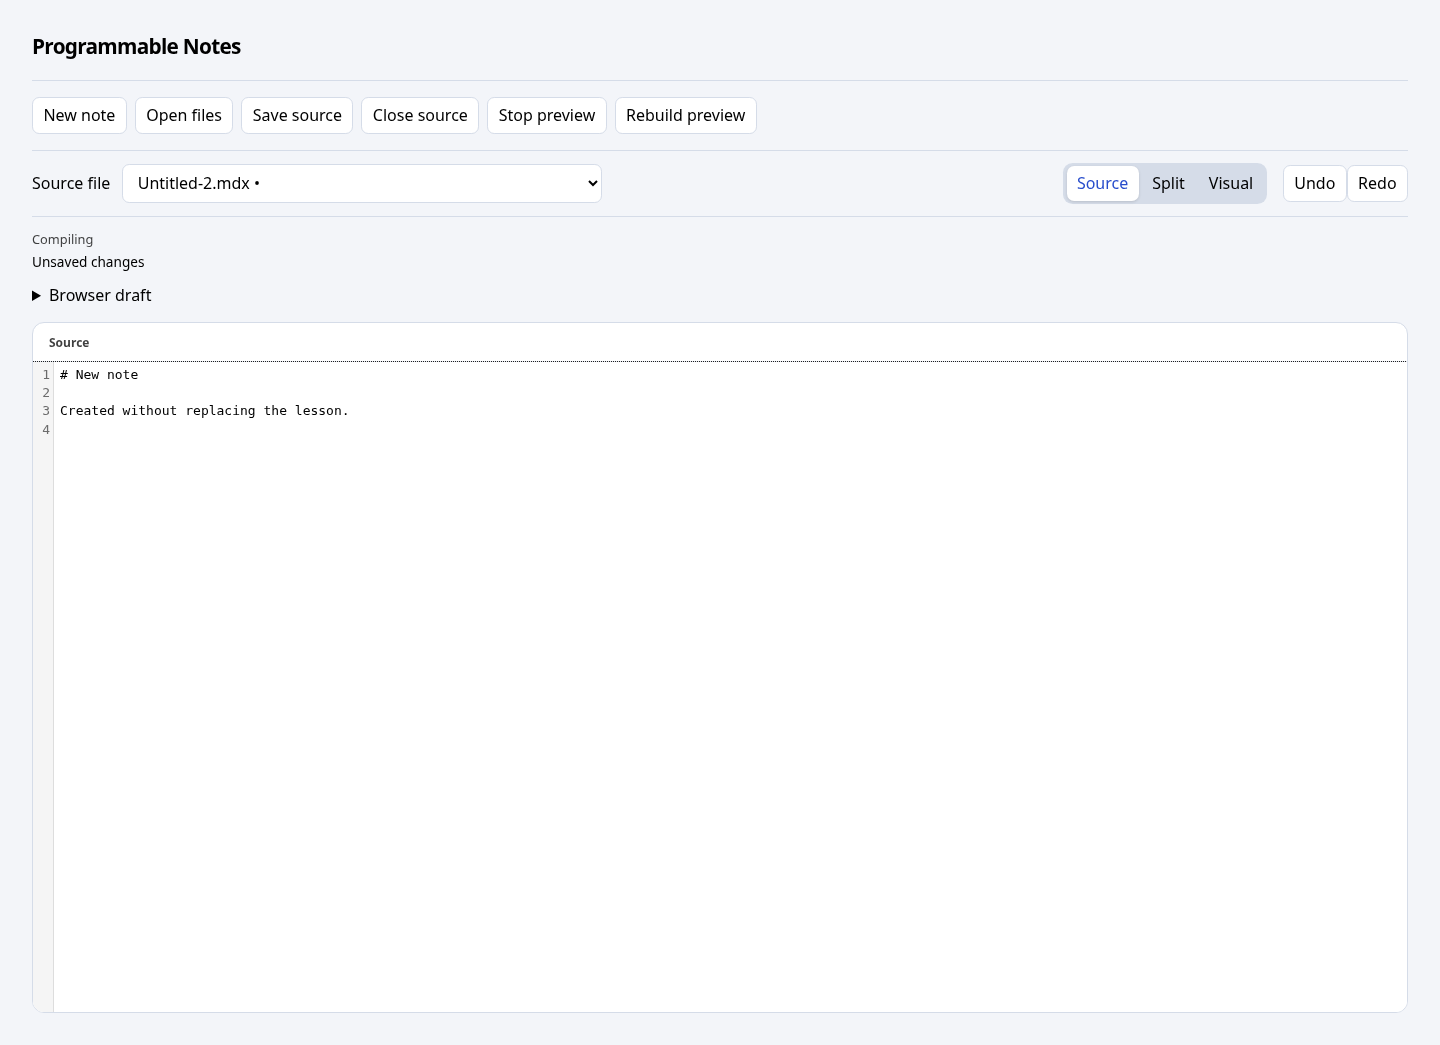 Programmable Notes
New note Open files Save source Close source Stop preview Rebuild preview
Source file Untitled-2.mdx • Source Split Visual Undo Redo
Compiling
Unsaved changes
Browser draft
Source
1 # New note
2
3 Created without replacing the lesson.
4